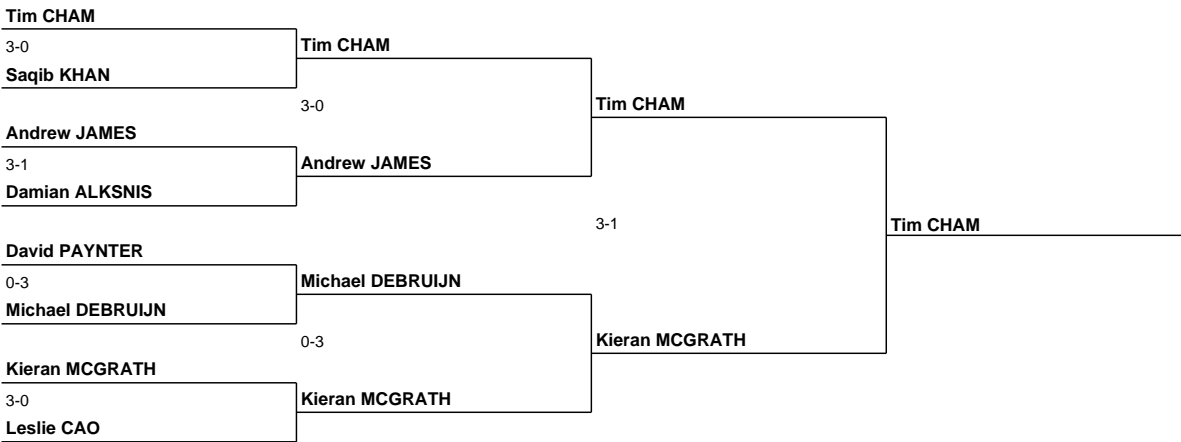 Tim CHAM
3-0
Saqib KHAN
Tim CHAM
3-0
Andrew JAMES
3-1
Damian ALKSNIS
Andrew JAMES
Tim CHAM
3-1
Tim CHAM
David PAYNTER
0-3
Michael DEBRUIJN
Michael DEBRUIJN
0-3
Kieran MCGRATH
3-0
Leslie CAO
Kieran MCGRATH
Kieran MCGRATH